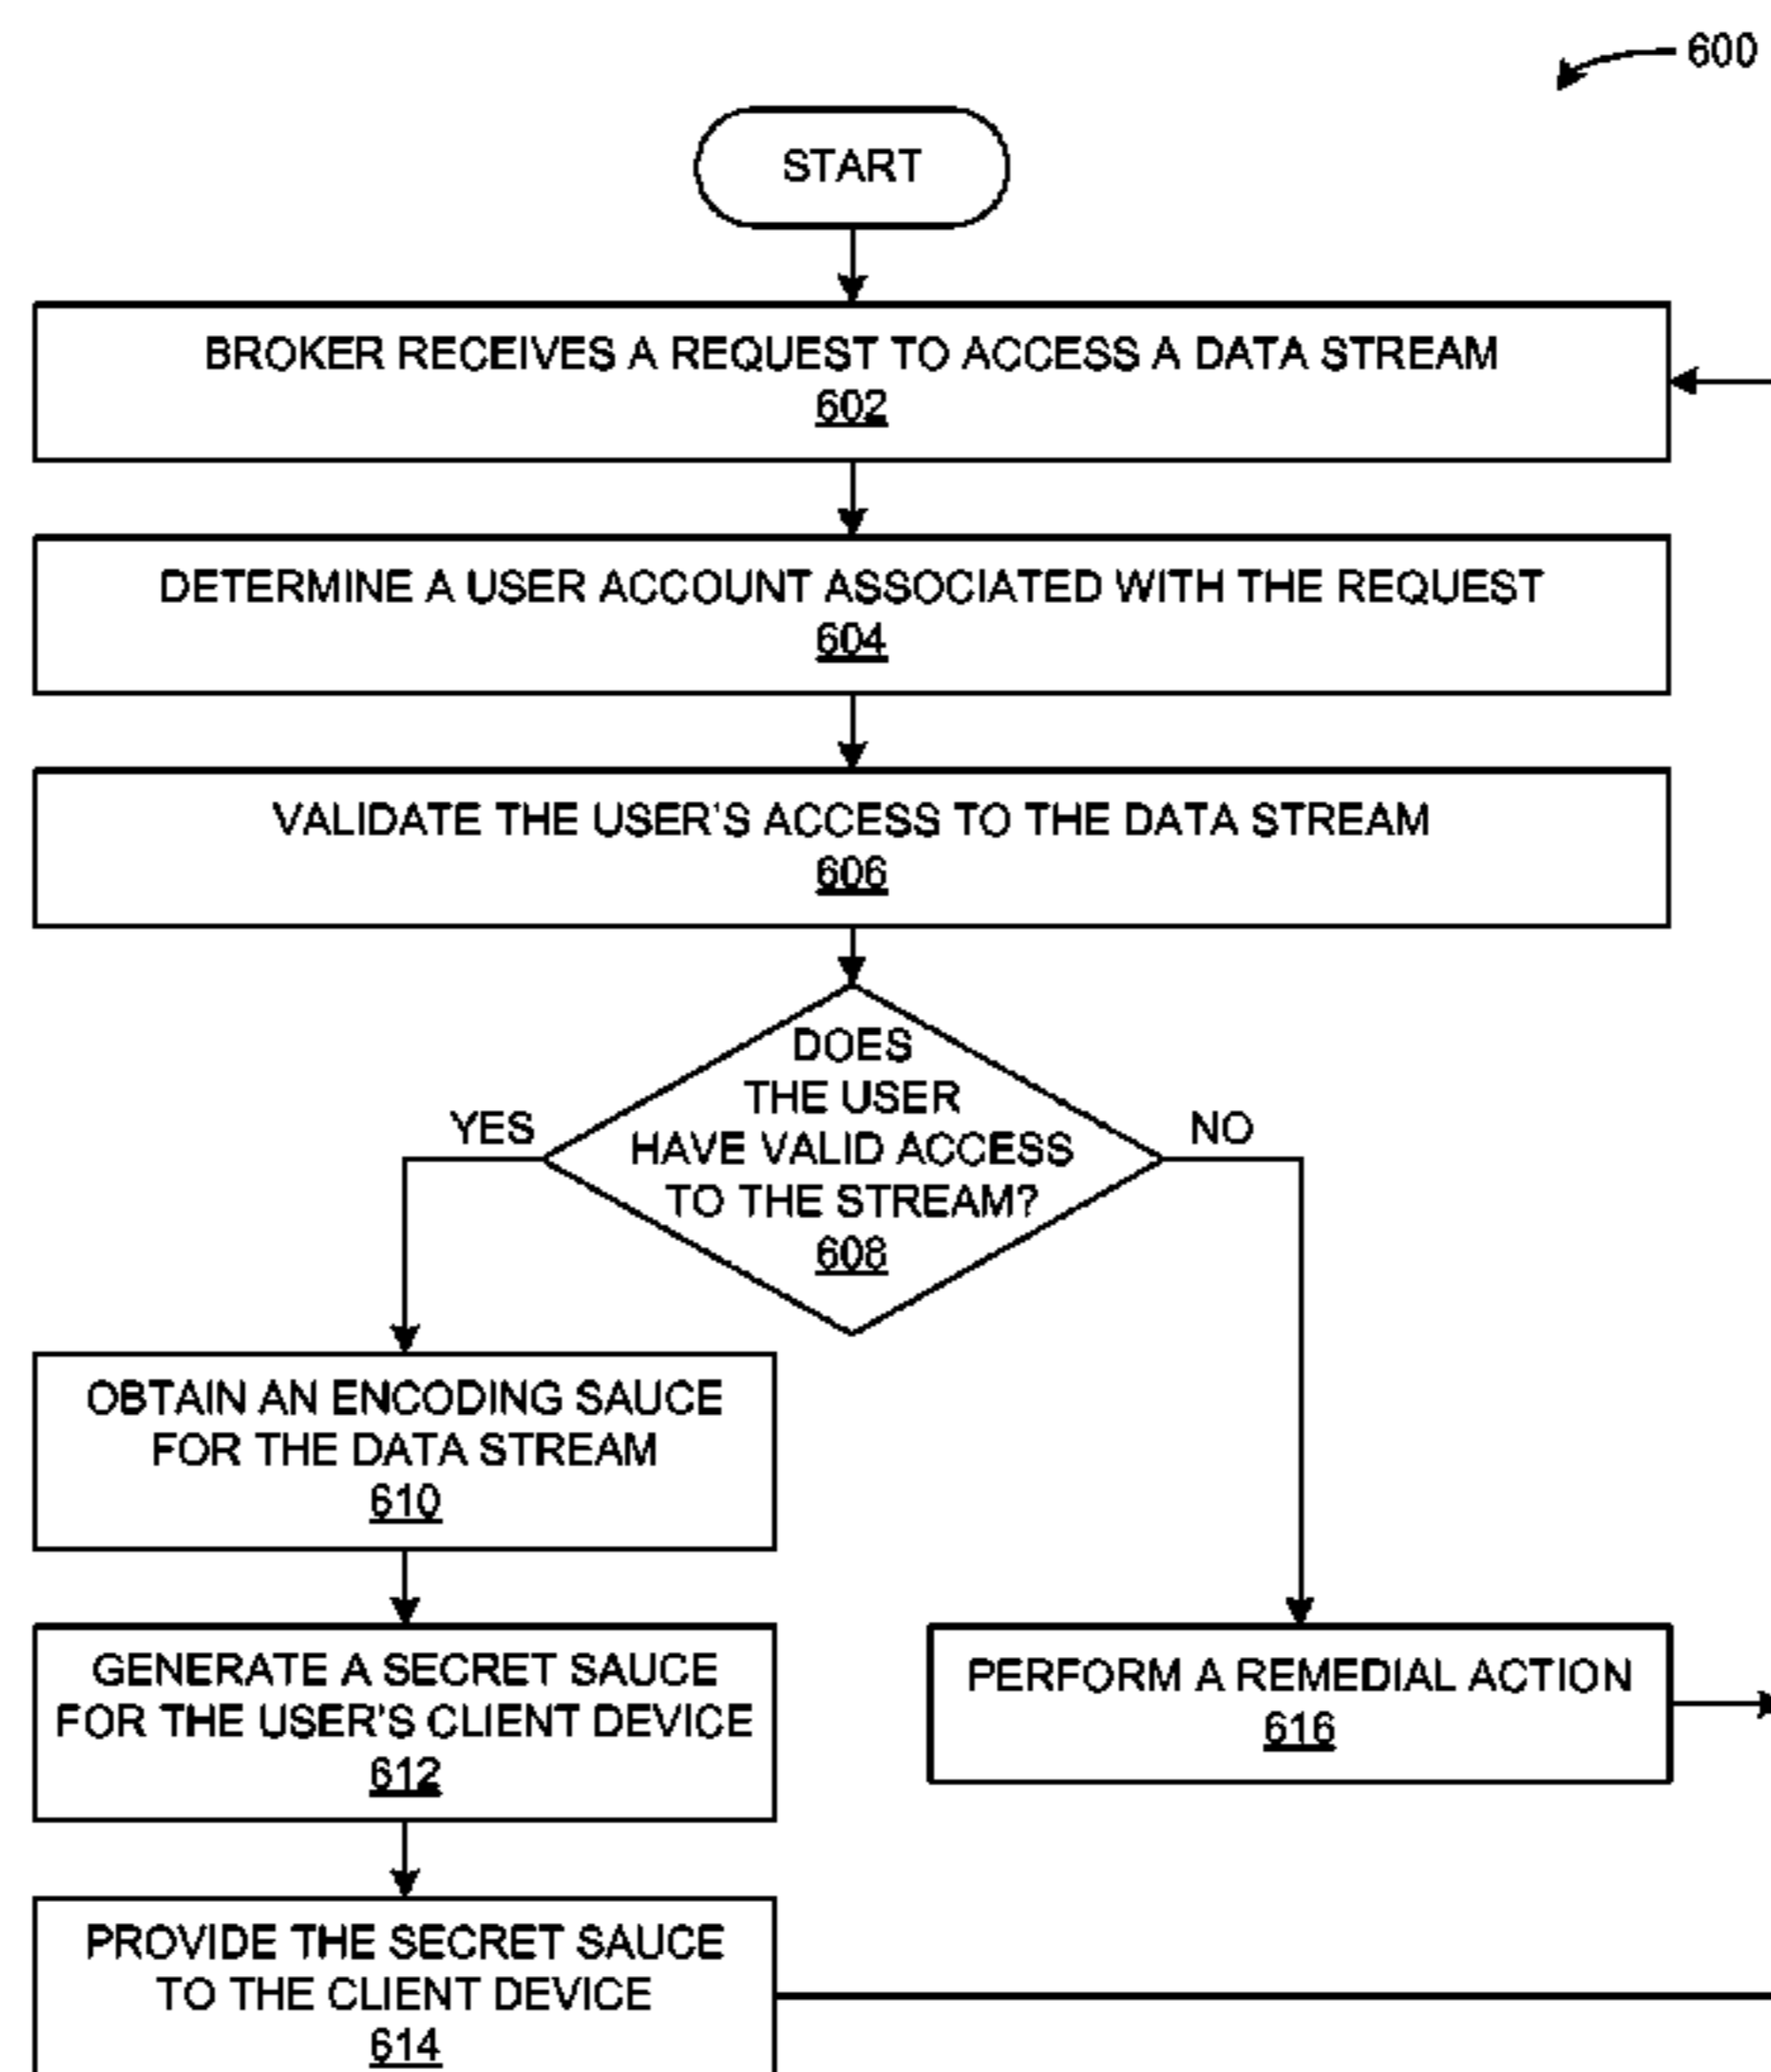 600
START
BROKER RECEIVES A REQUEST TO ACCESS A DATA STREAM
602
DETERMINE A USER ACCOUNT ASSOCIATED WITH THE REQUEST
604
VALIDATE THE USER'S ACCESS TO THE DATA STREAM
606
DOES
THE USER
HAVE VALID ACCESS
TO THE STREAM?
608
YES
NO
OBTAIN AN ENCODING SAUCE
FOR THE DATA STREAM
610
GENERATE A SECRET SAUCE
FOR THE USER'S CLIENT DEVICE
612
PERFORM A REMEDIAL ACTION
616
PROVIDE THE SECRET SAUCE
TO THE CLIENT DEVICE
614